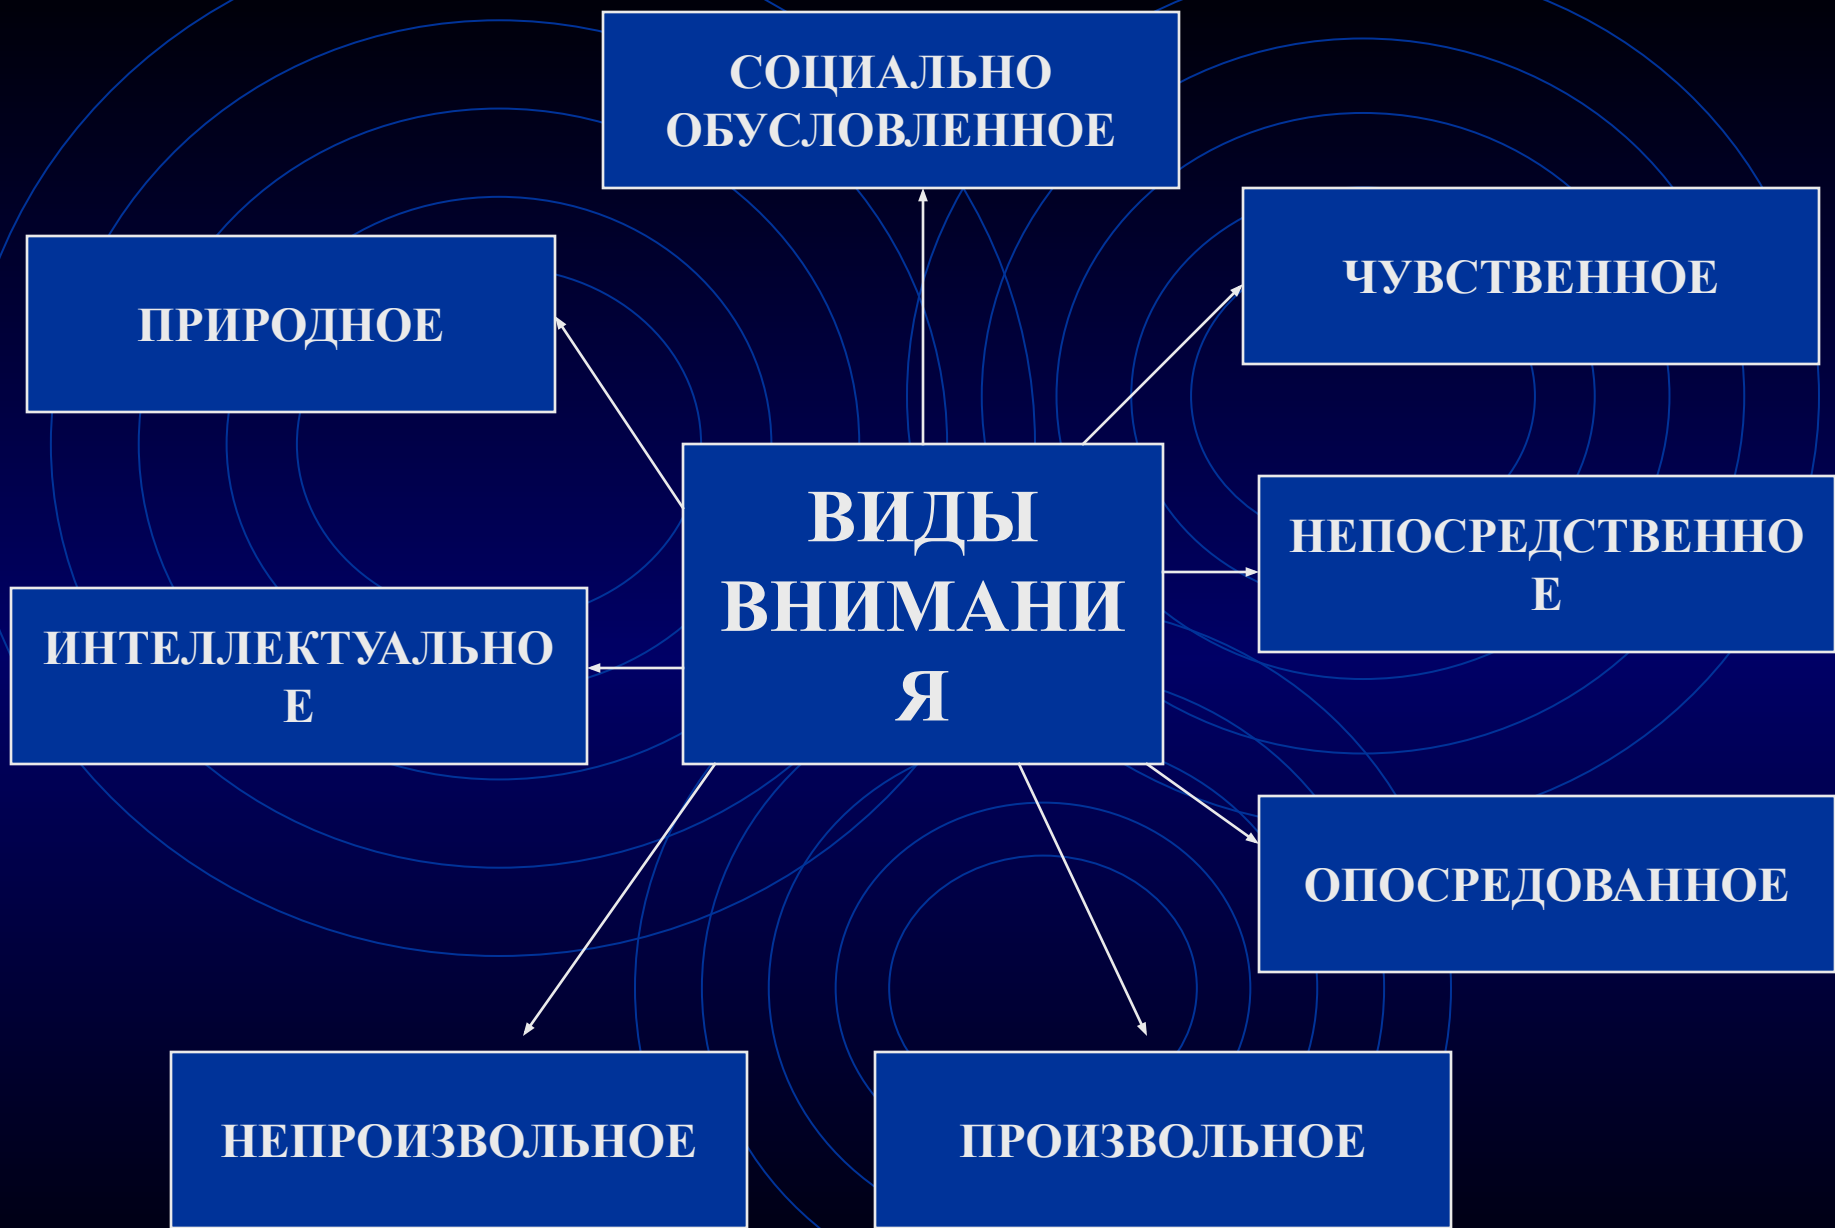 СОЦИАЛЬНО
ОБУСЛОВЛЕННОЕ
ЧУВСТВЕННОЕ
ПРИРОДНОЕ
ВИДЫ
ВНИМАНИ
Я
НЕПОСРЕДСТВЕННО
Е
ИНТЕЛЛЕКТУАЛЬНО
Е
ОПОСРЕДОВАННОЕ
НЕПРОИЗВОЛЬНОЕ
ПРОИЗВОЛЬНОЕ